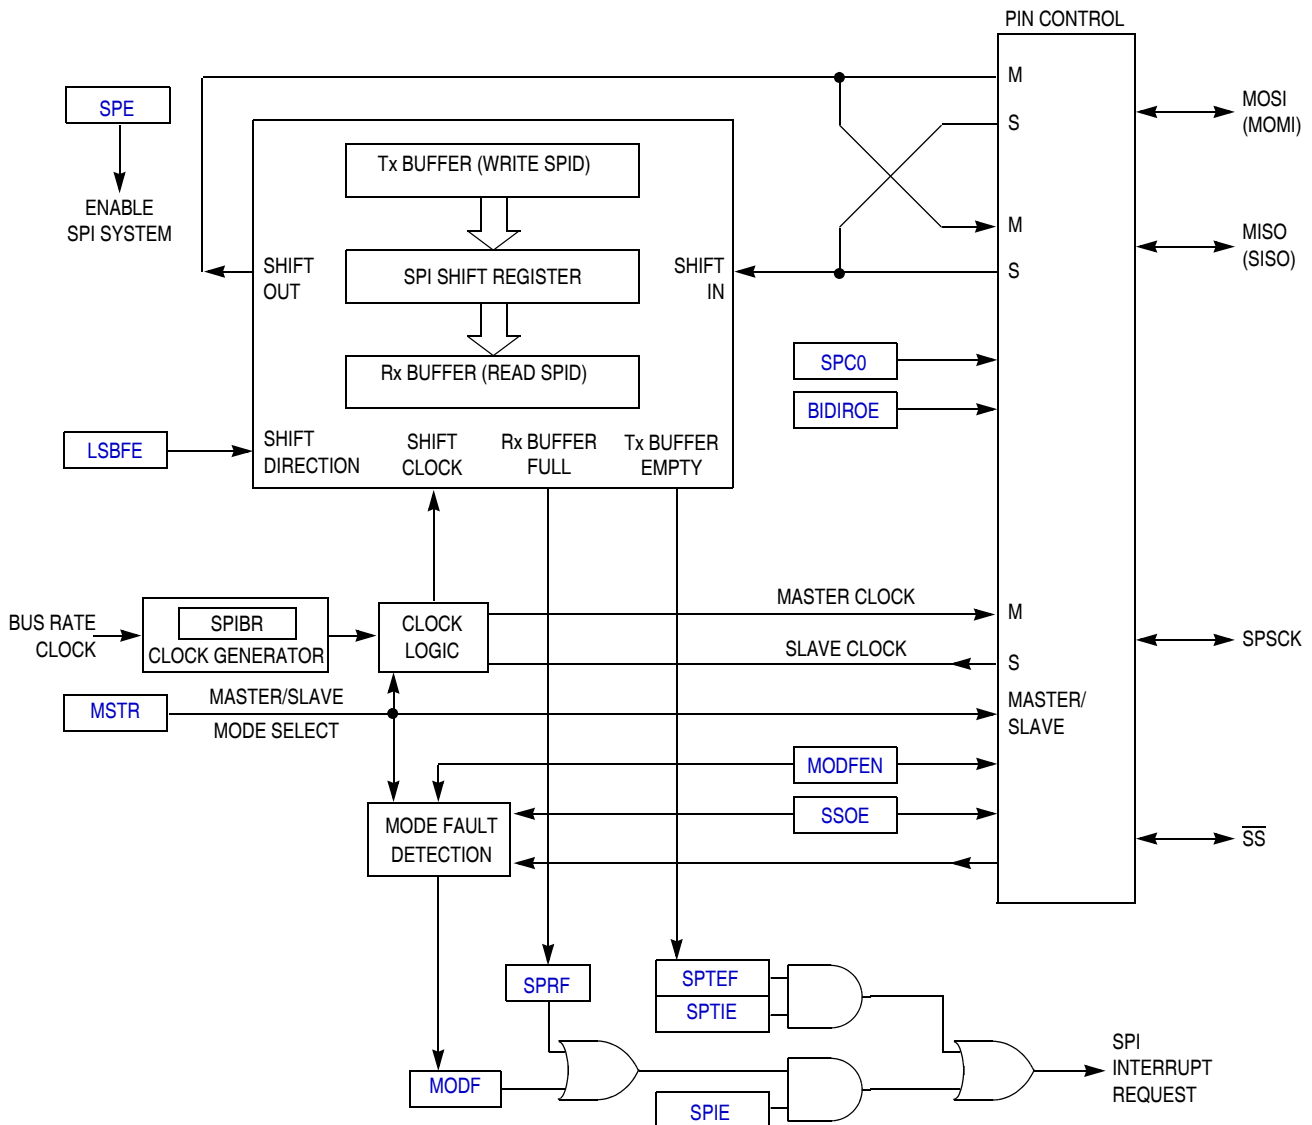 PIN CONTROL
M
SPE
MOSI
(MOMI)
S
Tx BUFFER (WRITE SPID)
ENABLE
SPI SYSTEM
M
MISO
(SISO)
SHIFT
OUT
SPI SHIFT REGISTER
SHIFT
IN
S
SPC0
Rx BUFFER (READ SPID)
BIDIROE
LSBFE
SHIFT
DIRECTION
SHIFT
CLOCK
Rx BUFFER
FULL
Tx BUFFER
EMPTY
MASTER CLOCK
M
BUS RATE
CLOCK
SPIBR
CLOCK GENERATOR
CLOCK
LOGIC
SPSCK
SLAVE CLOCK
S
MSTR
MASTER/SLAVE
MODE SELECT
MASTER/
SLAVE
MODFEN
SSOE
MODE FAULT
DETECTION
SS
SPRF
SPTEF
SPTIE
SPI
INTERRUPT
REQUEST
MODF
SPIE